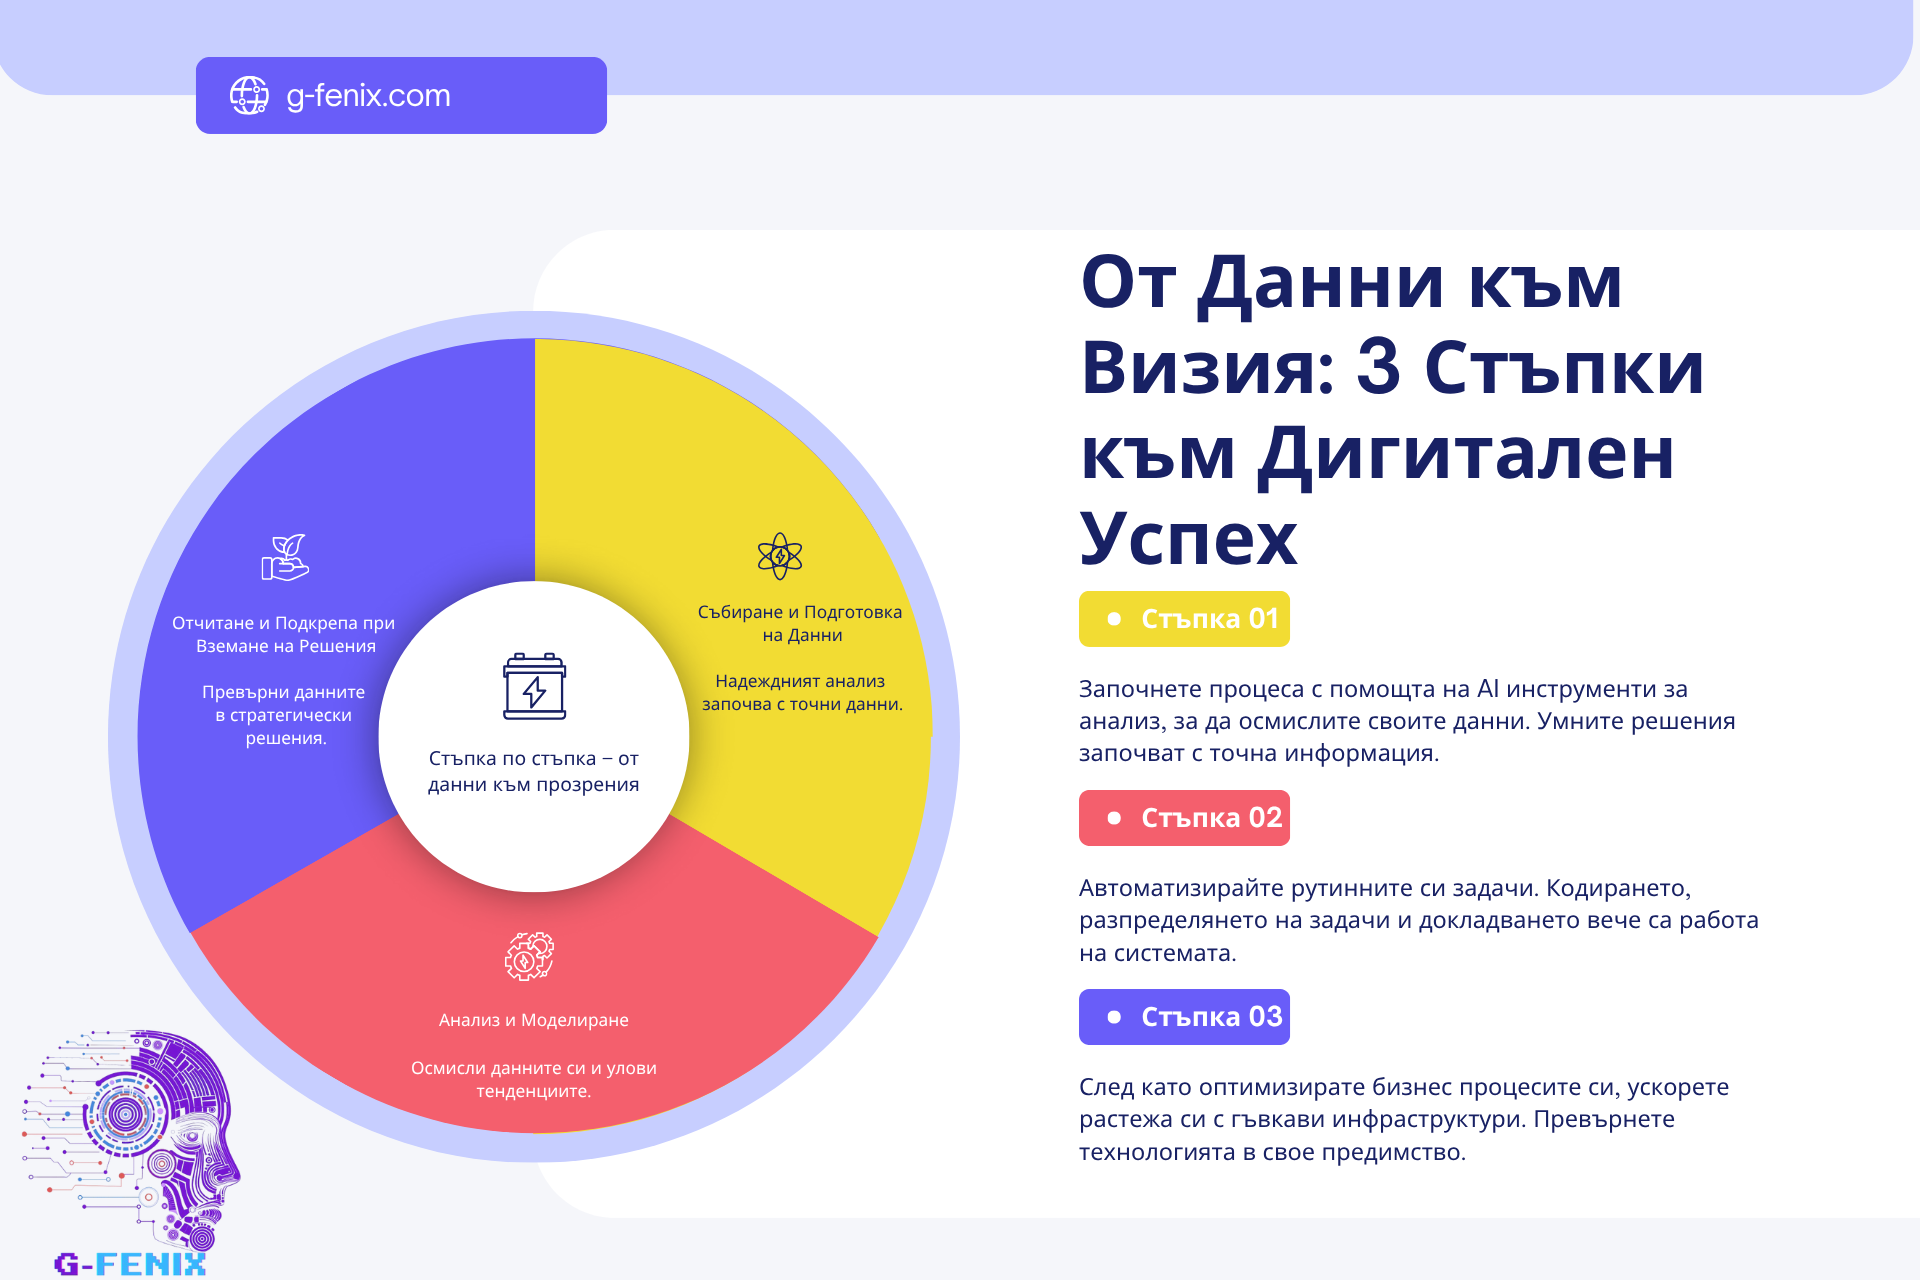 g-fenix.com
От Данни към
Визия: 3 Стъпки
към Дигитален
Успех
Стъпка 01
Започнете процеса с помощта на AI инструменти за
анализ, за да осмислите своите данни. Умните решения
започват с точна информация.
Стъпка 02
Автоматизирайте рутинните си задачи. Кодирането,
разпределянето на задачи и докладването вече са работа
на системата.
Стъпка 03
След като оптимизирате бизнес процесите си, ускорете
растежа си с гъвкави инфраструктури. Превърнете
технологията в свое предимство.
Отчитане и Подкрепа при
Вземане на Решения
Превърни данните
в стратегически
решения.
Събиране и Подготовка
на Данни
Надеждният анализ
започва с точни данни.
Стъпка по стъпка – от
данни към прозрения
Анализ и Моделиране
Осмисли данните си и улови
тенденциите.
G-FENIX